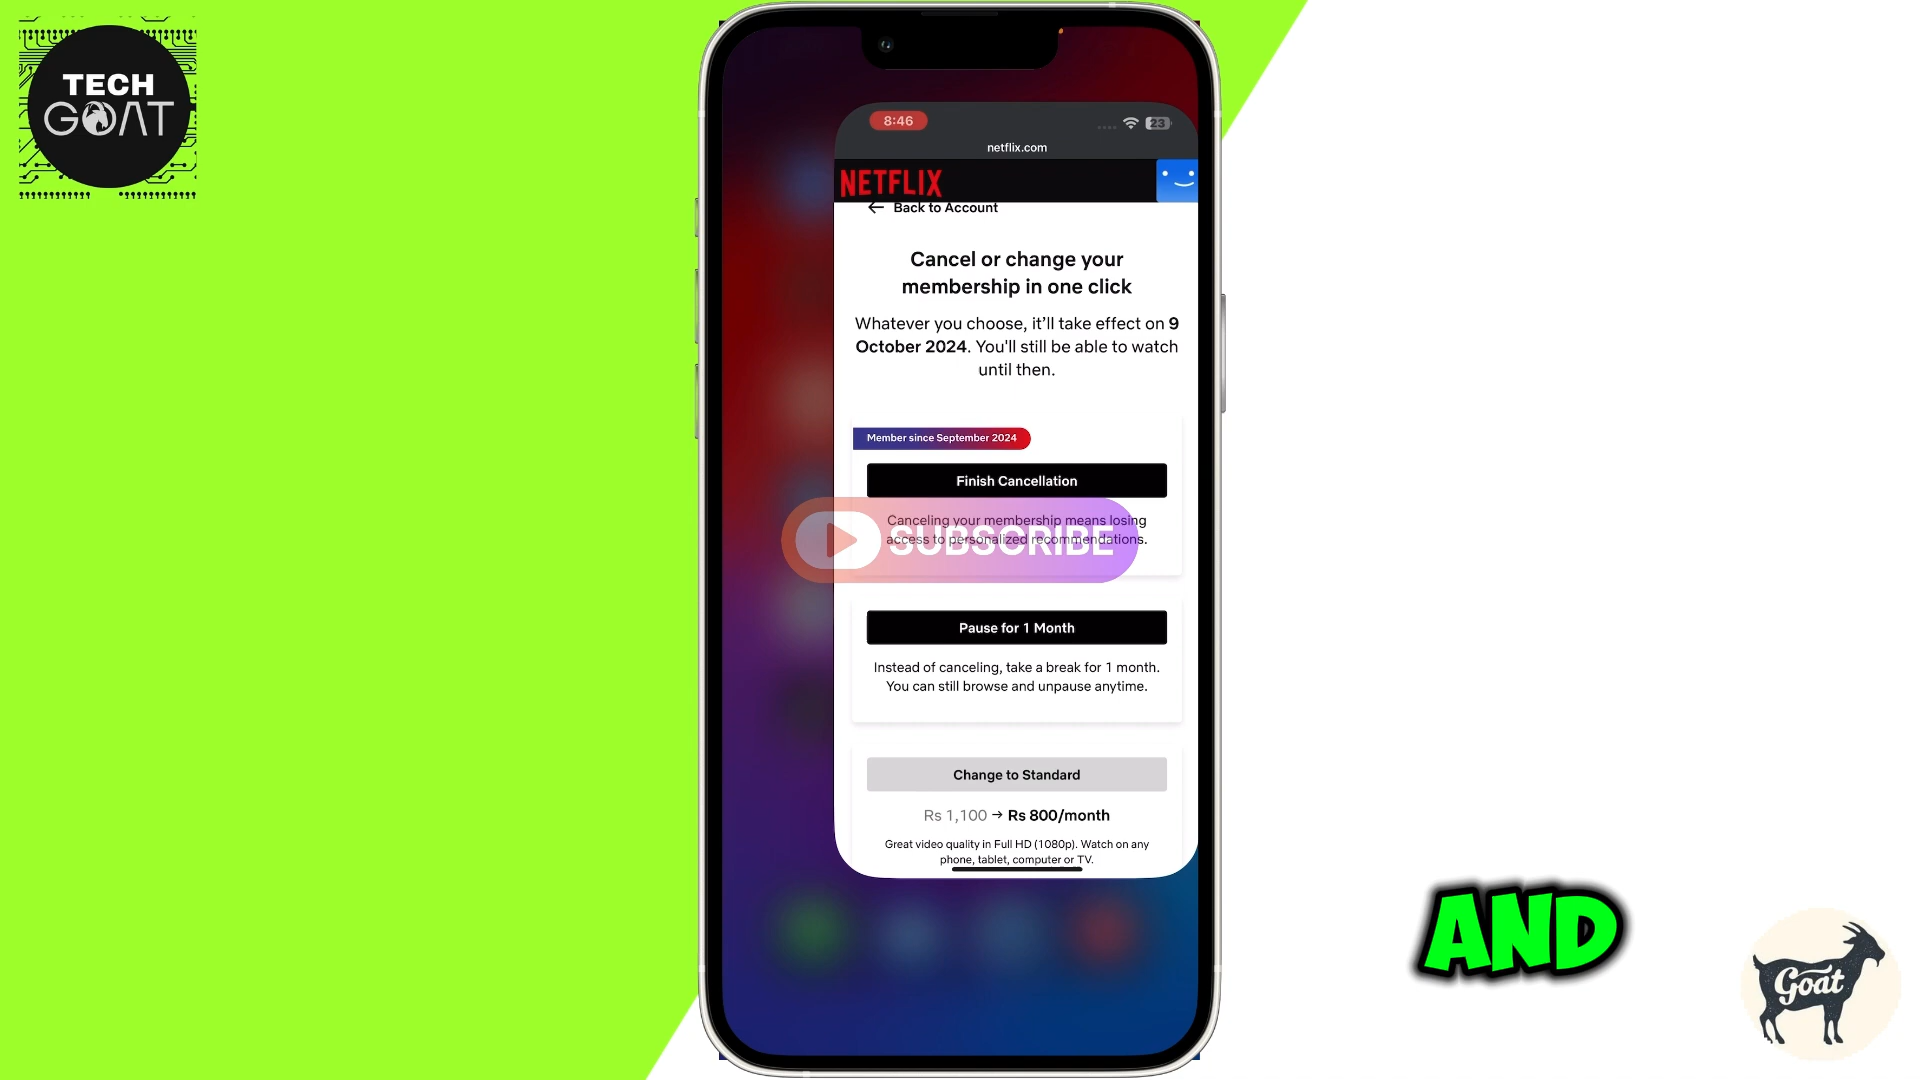 TECH
GOAT
8:46
23
netflix.com
NETFLIX
← Back to Account
Cancel or change your
membership in one click
Whatever you choose, it’ll take effect on 9
October 2024. You'll still be able to watch
until then.
Member since September 2024
Finish Cancellation
Canceling your membership means losing
access to personalized recommendations.
SUBSCRIBE
Pause for 1 Month
Instead of canceling, take a break for 1 month.
You can still browse and unpause anytime.
Change to Standard
Rs 1,100 → Rs 800/month
Great video quality in Full HD (1080p). Watch on any
phone, tablet, computer or TV.
AND
Goat